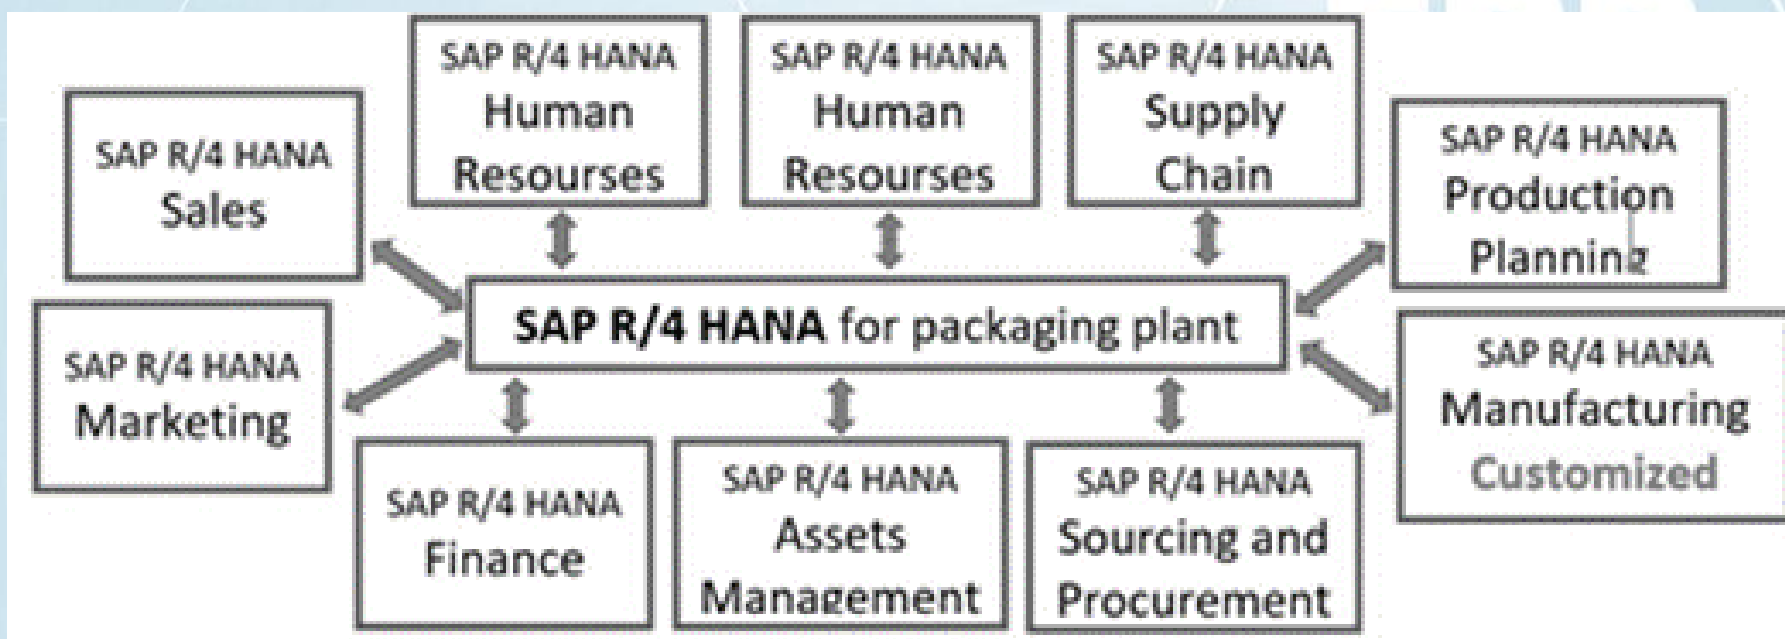 SAP R/4 HANA
Human
Resourses
SAP R/4 HANA
Human
Resourses
SAP R/4 HANA
Supply
Chain
SAP R/4 HANA
Sales
SAP R/4 HANA
Production
Planning
SAP R/4 HANA for packaging plant
SAP R/4 HANA
Marketing
SAP R/4 HANA
Manufacturing
Customized
SAP R/4 HANA
Finance
SAP R/4 HANA
Assets
Management
SAP R/4 HANA
Sourcing and
Procurement